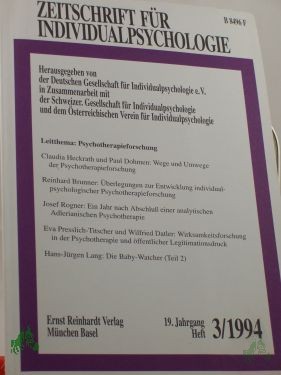 ZEITSCHRIFT FÜR
B 8496 F
INDIVIDUALPSYCHOLOGIE
Herausgegeben von
der Deutschen Gesellschaft für Individualpsychologie e.V.
in Zusammenarbeit mit
der Schweizer. Gesellschaft für Individualpsychologie
und dem Österreichischen Verein für Individualpsychologie
Leitthema: Psychotherapieforschung
Claudia Heckrath und Paul Dohmen: Wege und Umwege
der Psychotherapieforschung
Reinhard Brunner: Überlegungen zur Entwicklung individual-
psychologischer Psychotherapieforschung
Josef Rogner: Ein Jahr nach Abschluß einer analytischen
Adlerianischen Psychotherapie
Eva Presslich-Titscher und Wilfried Datler: Wirksamkeitsforschung
in der Psychotherapie und öffentlicher Legitimationsdruck
Hans-Jürgen Lang: Die Baby-Watcher (Teil 2)
Ernst Reinhardt Verlag
München Basel
19. Jahrgang
Heft 3/1994